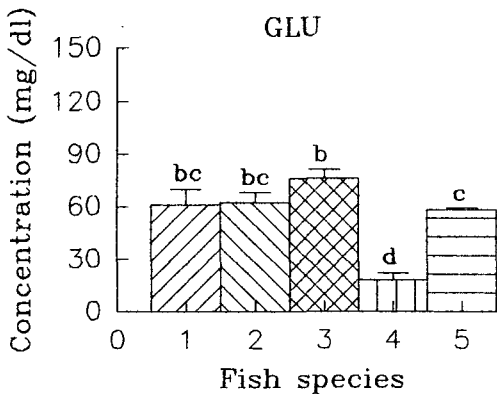 GLU
Concentration (mg/dl)
150
120
90
60
30
0
bc
bc
b
d
c
0 1 2 3 4 5
Fish species